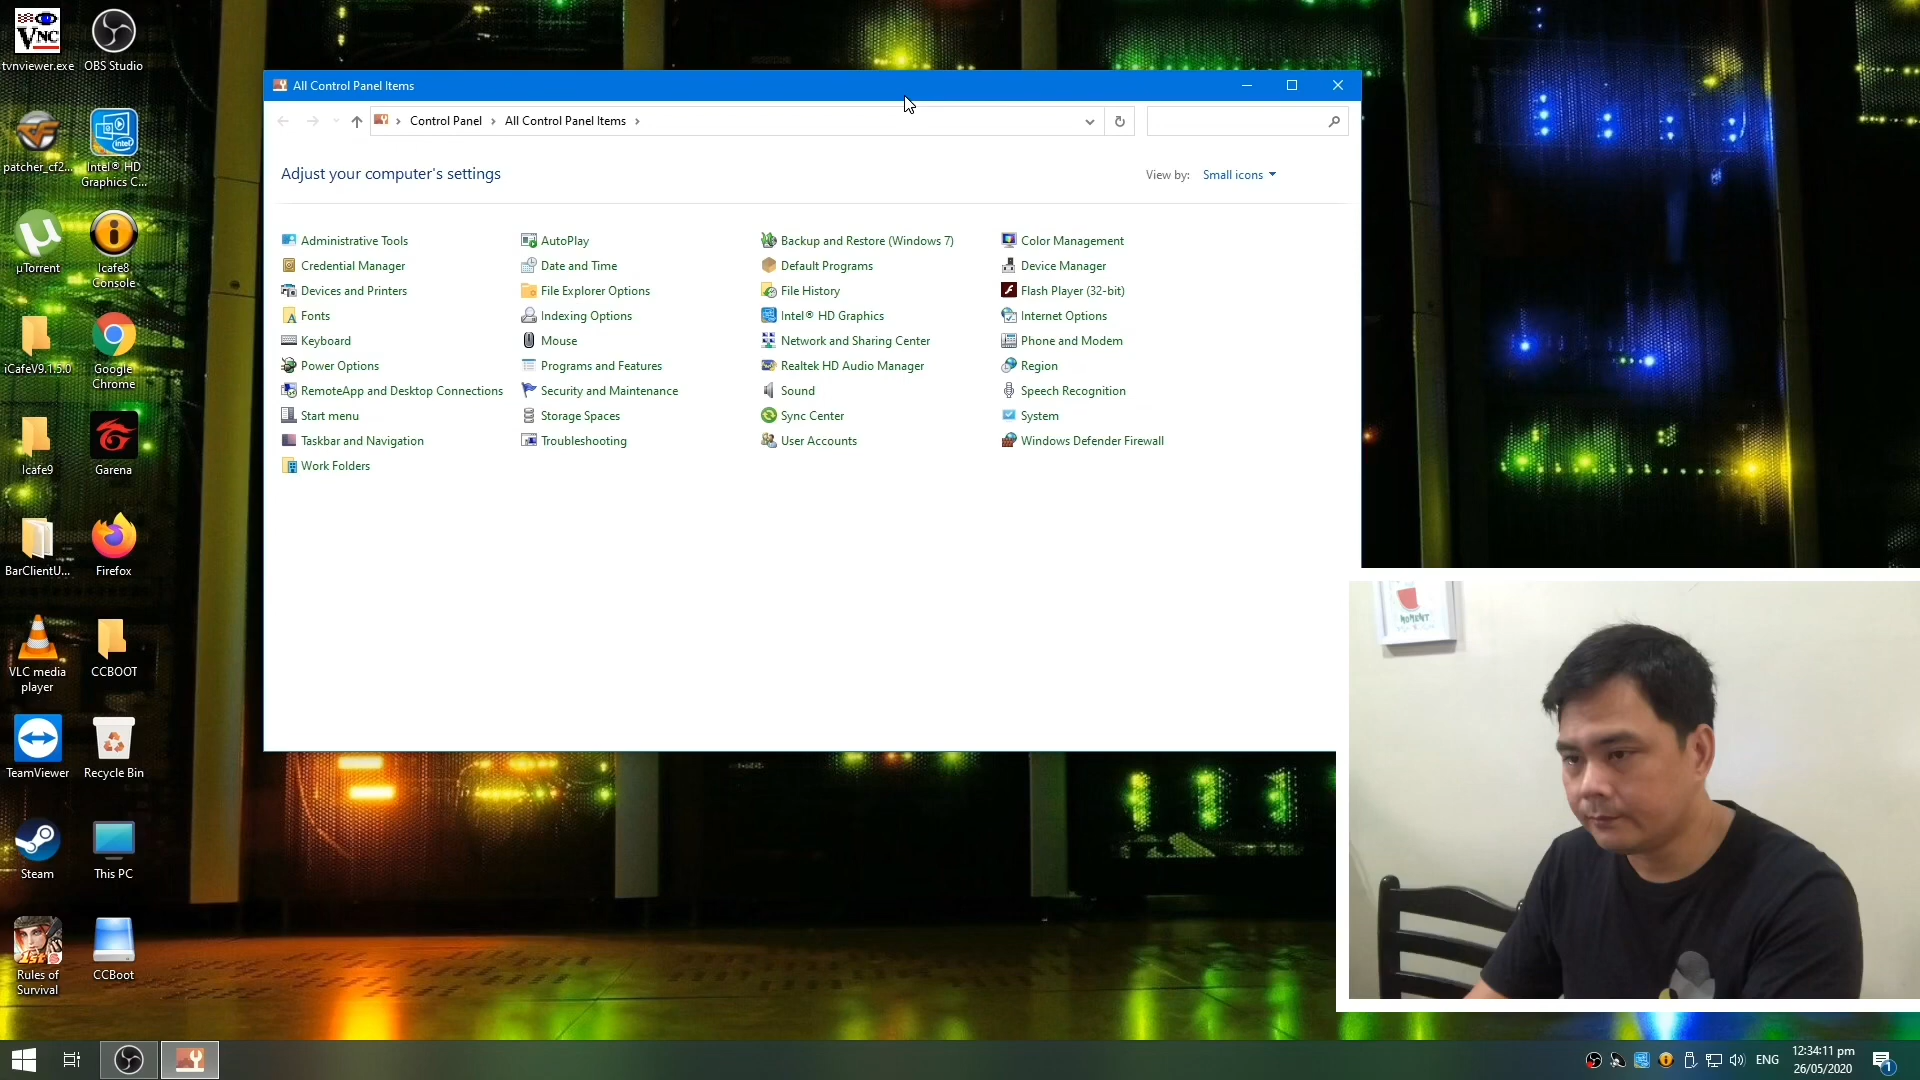 VNC
tvnviewer.exe
OBS Studio
patcher_cf2...
Intel® HD
Graphics C...
µTorrent
Icafe8
Console
iCafeV9.1.5.0
Google
Chrome
Icafe9
Garena
BarClientU...
Firefox
VLC media
player
CCBOOT
TeamViewer
Recycle Bin
Steam
This PC
Rules of
Survival
CCBoot
All Control Panel Items
Control Panel
All Control Panel Items
Adjust your computer's settings
View by:
Small icons
Administrative Tools
AutoPlay
Backup and Restore (Windows 7)
Color Management
Credential Manager
Date and Time
Default Programs
Device Manager
Devices and Printers
File Explorer Options
File History
Flash Player (32-bit)
Fonts
Indexing Options
Intel® HD Graphics
Internet Options
Keyboard
Mouse
Network and Sharing Center
Phone and Modem
Power Options
Programs and Features
Realtek HD Audio Manager
Region
RemoteApp and Desktop Connections
Security and Maintenance
Sound
Speech Recognition
Start menu
Storage Spaces
Sync Center
System
Taskbar and Navigation
Troubleshooting
User Accounts
Windows Defender Firewall
Work Folders
MOMENT
ENG
12:34:11 pm
26/05/2020
1